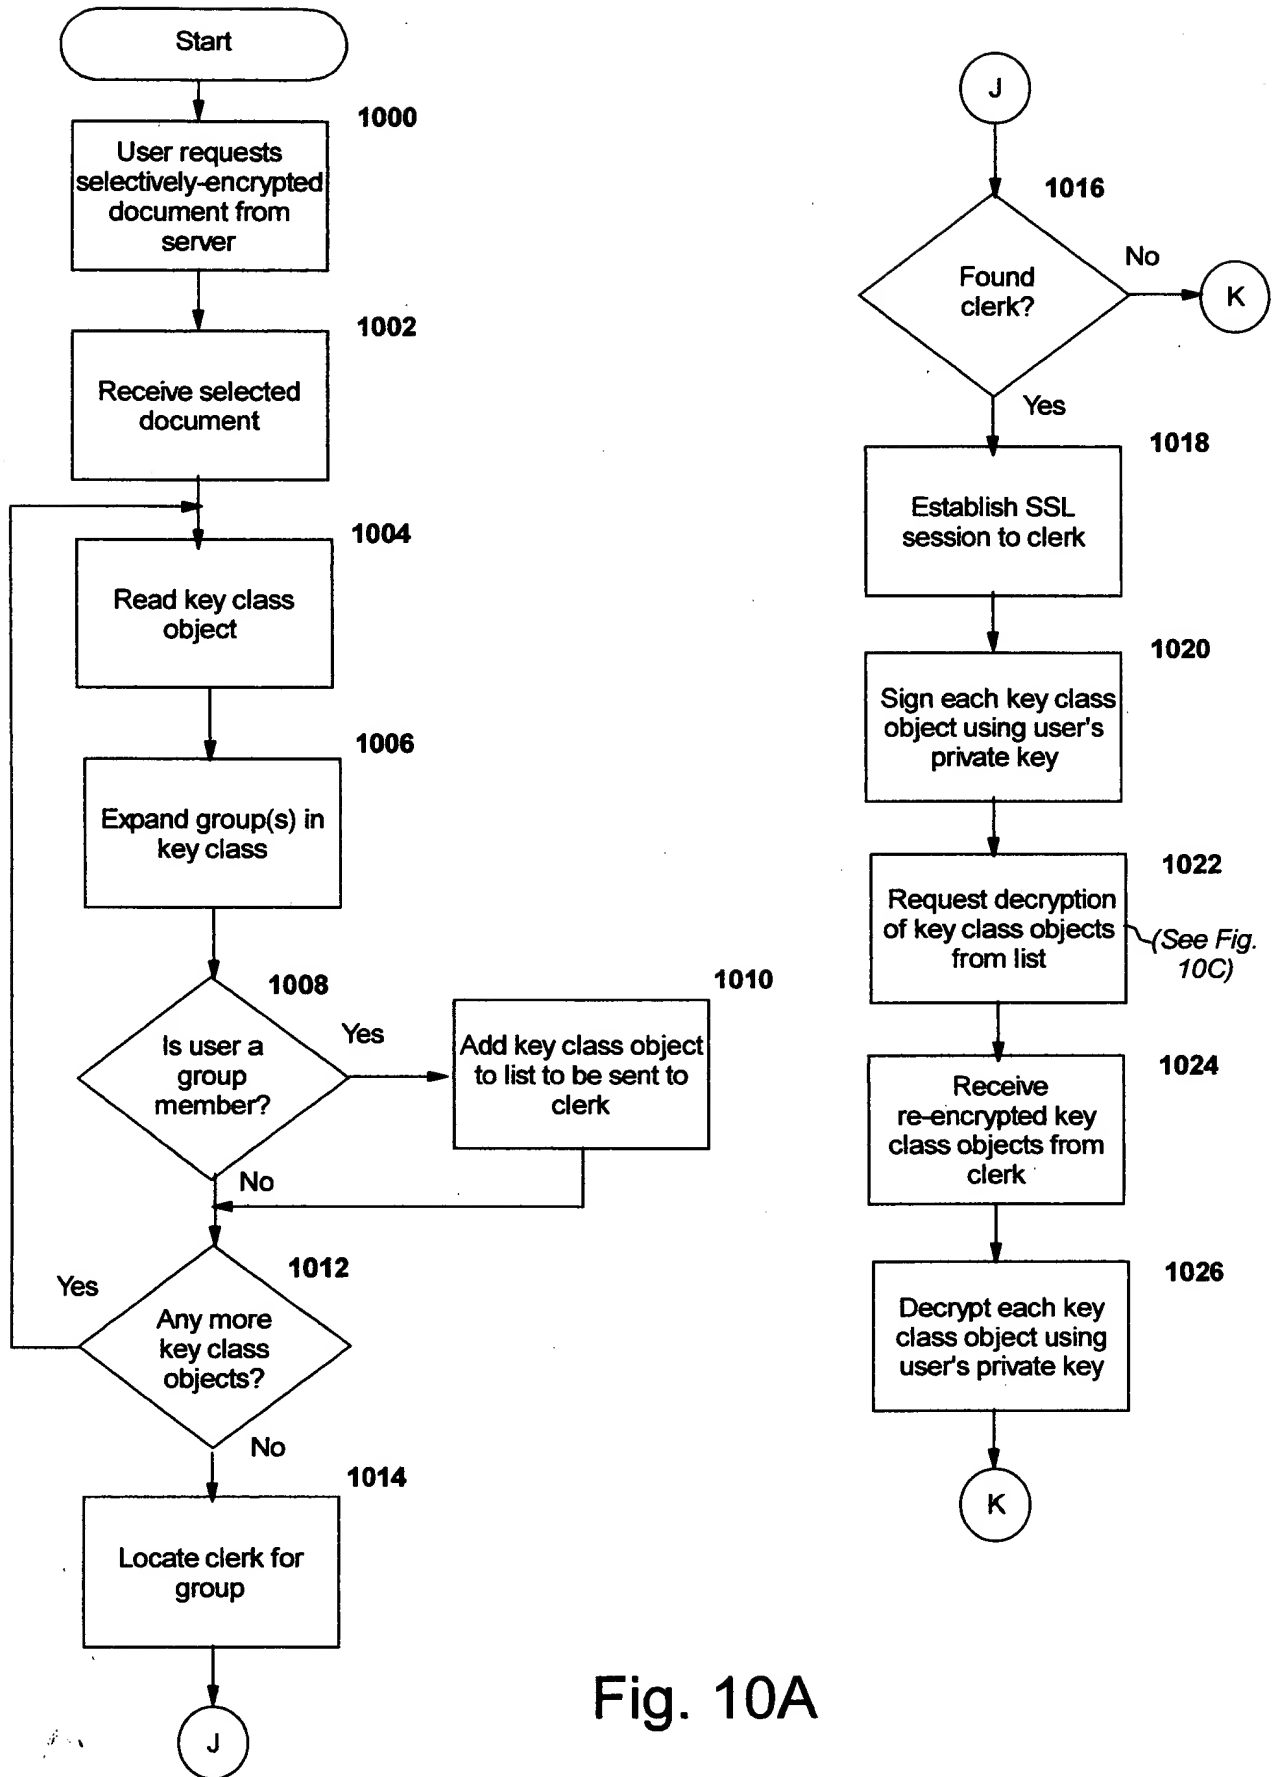 Start
1000
User requests
selectively-encrypted
document from
server
1002
Receive selected
document
1004
Read key class
object
1006
Expand group(s) in
key class
1008
Is user a
group
member?
Yes
1010
Add key class object
to list to be sent to
clerk
No
1012
Any more
key class
objects?
Yes
No
1014
Locate clerk for
group
J
J
1016
Found
clerk?
No
K
Yes
1018
Establish SSL
session to clerk
1020
Sign each key class
object using user's
private key
1022
Request decryption
of key class objects
from list
(See Fig.
10C)
1024
Receive
re-encrypted key
class objects from
clerk
1026
Decrypt each key
class object using
user's private key
K
Fig. 10A